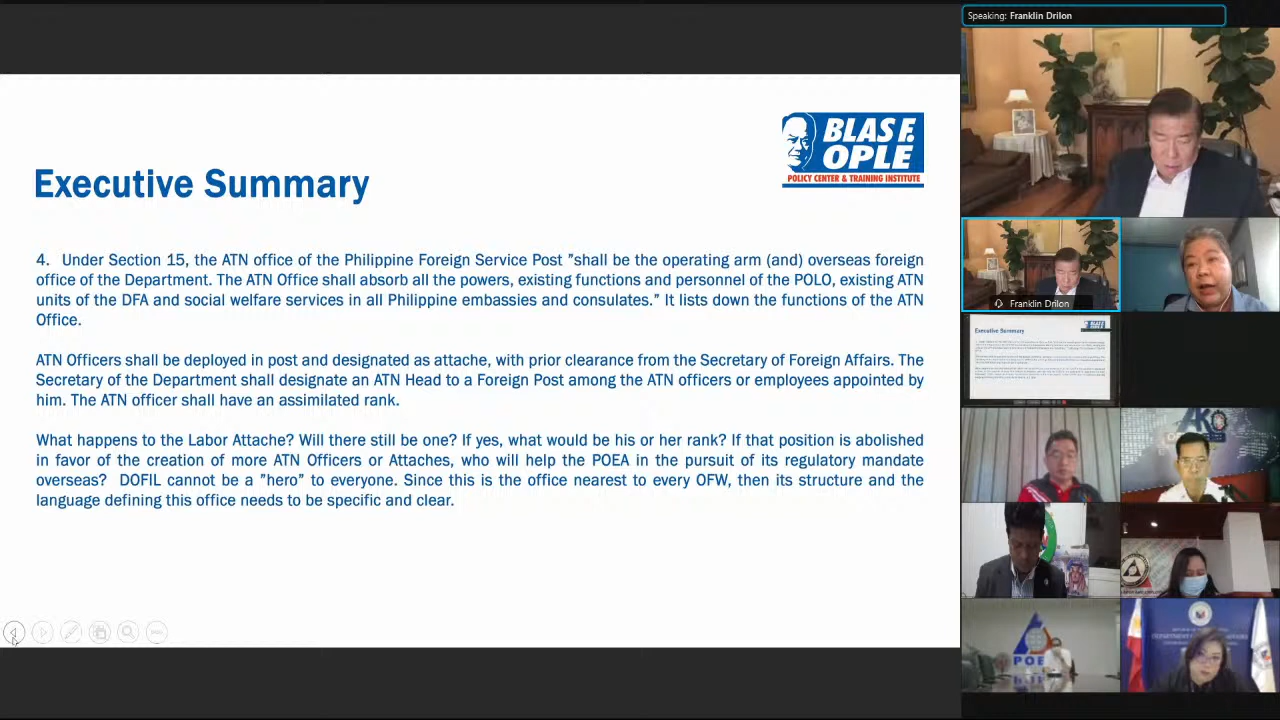 Speaking: Franklin Drilon
BLAS F.
OPLE
POLICY CENTER & TRAINING INSTITUTE
Executive Summary
4. Under Section 15, the ATN office of the Philippine Foreign Service Post ”shall be the operating arm (and) overseas foreign
office of the Department. The ATN Office shall absorb all the powers, existing functions and personnel of the POLO, existing ATN
units of the DFA and social welfare services in all Philippine embassies and consulates.” It lists down the functions of the ATN
Office.
ATN Officers shall be deployed in our posts, designated as attache, with prior clearance from the Secretary of Foreign Affairs. The
Secretary of the Department shall designate an ATN Head to a Foreign Post among the ATN officers or employees appointed by
him. The ATN officer shall have an assimilated rank.
What happens to the Labor Attache? Will there still be one? If yes, what would be his or her rank? If that position is abolished
in favor of the creation of more ATN Officers or Attaches, who will help the POEA in the pursuit of its regulatory mandate
overseas? DOFIL cannot be a ”hero” to everyone. Since this is the office nearest to every OFW, then its structure and the
language defining this office needs to be specific and clear.
Franklin Drilon
Executive Summary
POE